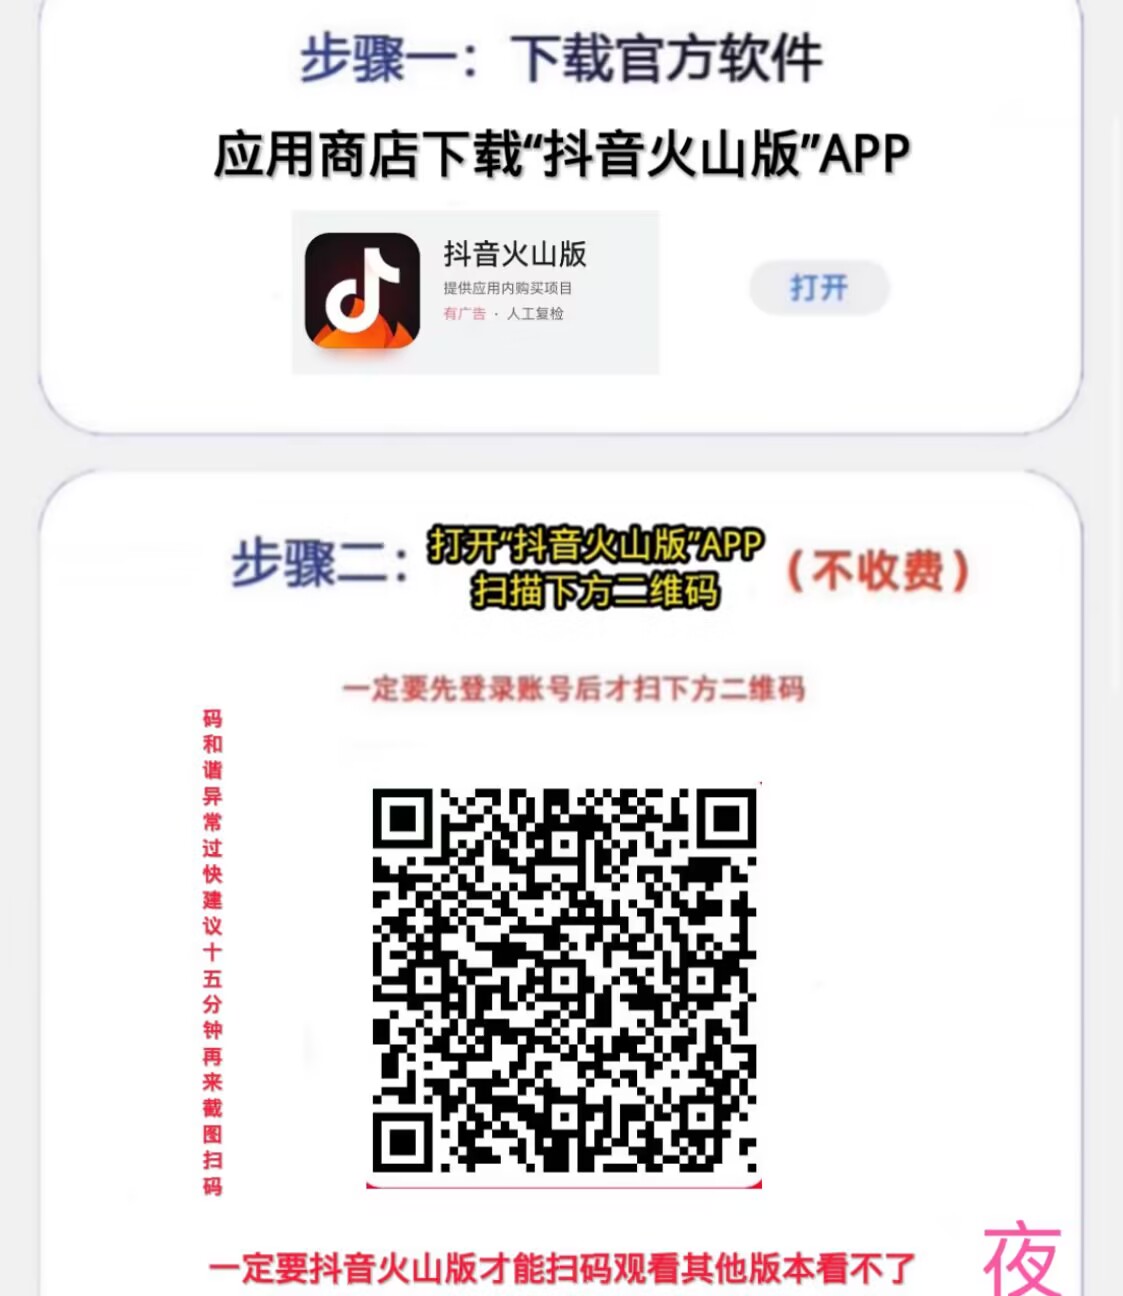 步骤一：下载官方软件
应用商店下载“抖音火山版”APP
抖音火山版
提供应用内购买项目
有广告 · 人工复检
打开
步骤二：
打开“抖音火山版”APP
扫描下方二维码
（不收费）
一定要先登录账号后才扫下方二维码
码和谐异常过快建议十五分钟再来截图扫码
一定要抖音火山版才能扫码观看其他版本看不了
夜